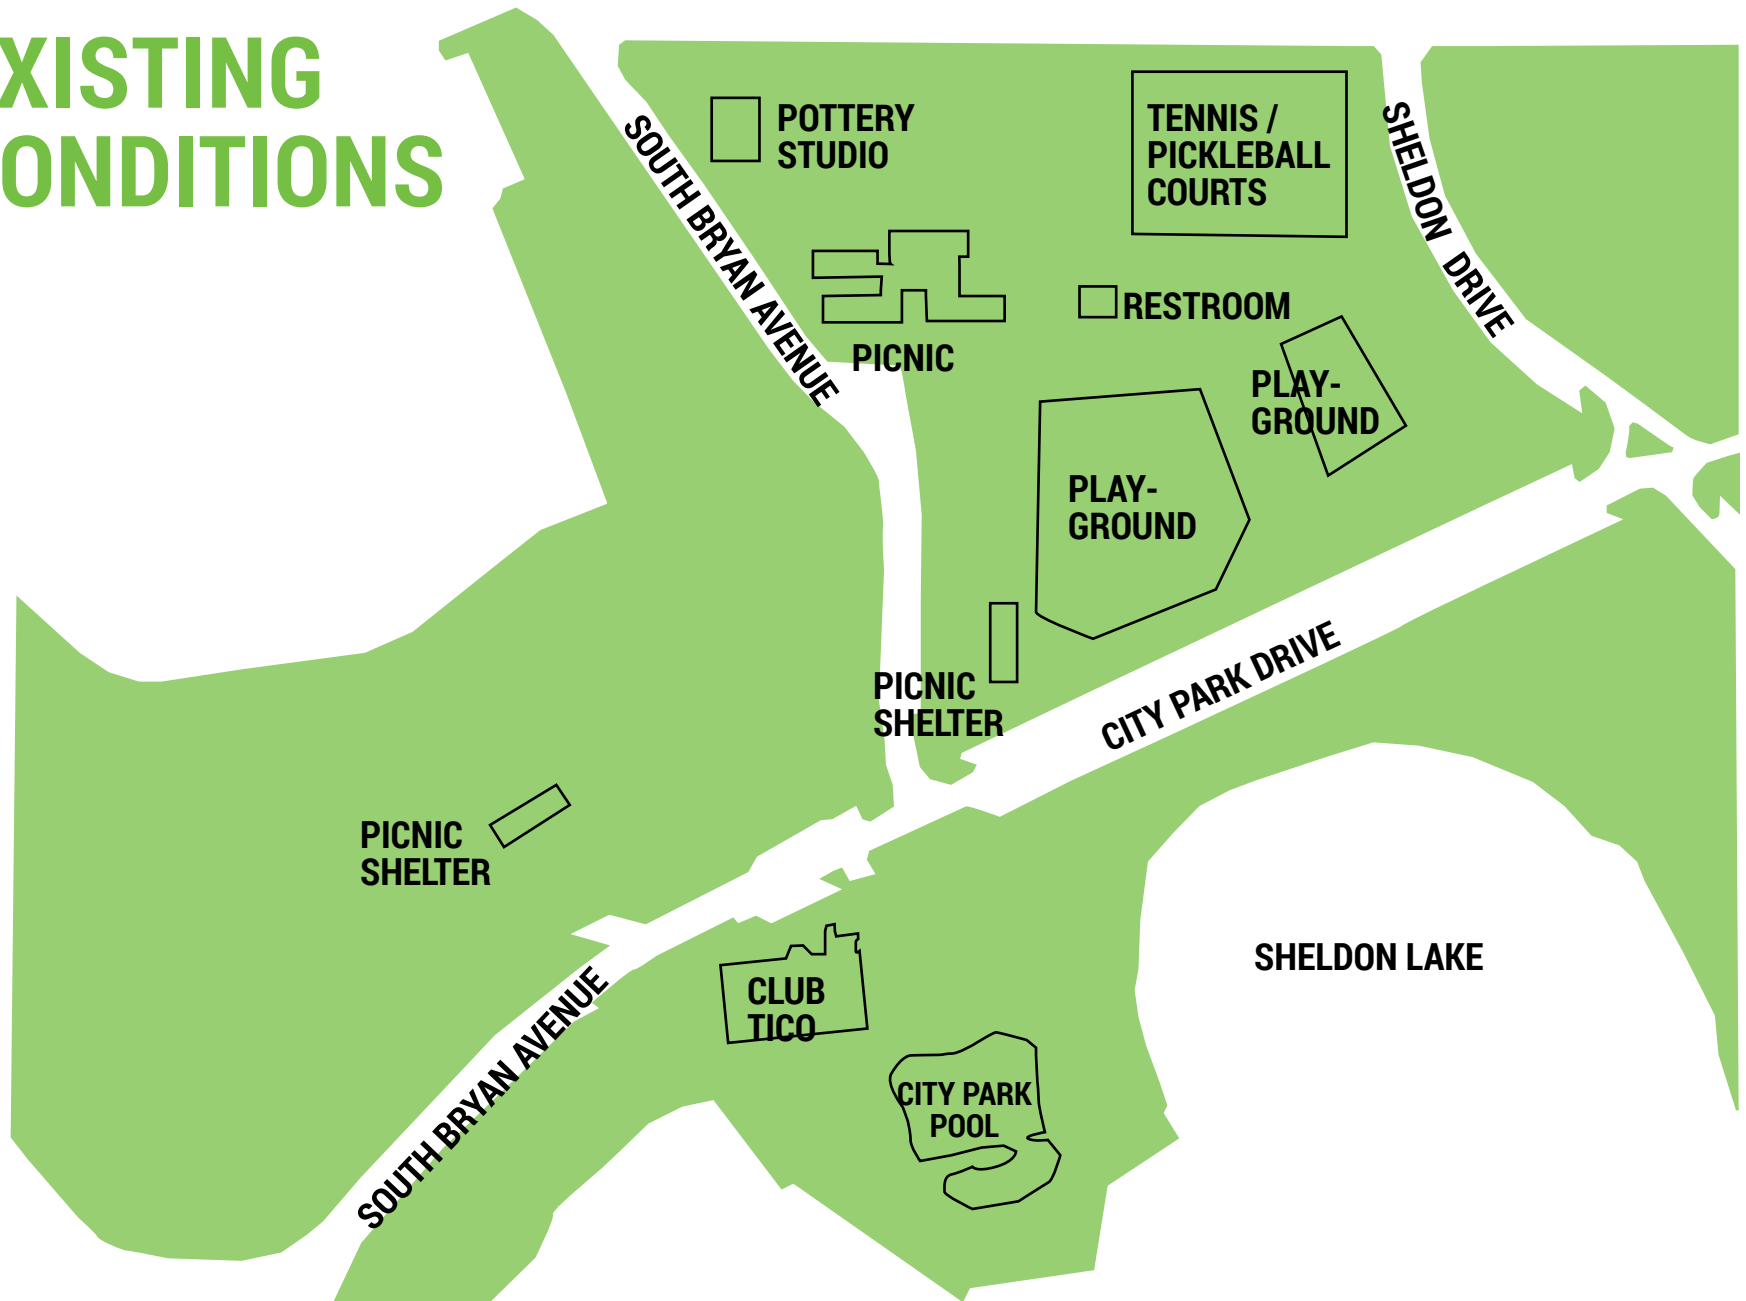 XISTING
ONDITIONS
POTTERY
STUDIO
TENNIS /
PICKLEBALL
COURTS
SOUTH BRYAN AVENUE
SHELDON DRIVE
RESTROOM
PICNIC
PLAY-
GROUND
PLAY-
GROUND
PICNIC
SHELTER
CITY PARK DRIVE
PICNIC
SHELTER
SHELDON LAKE
CLUB
TICO
SOUTH BRYAN AVENUE
CITY PARK
POOL